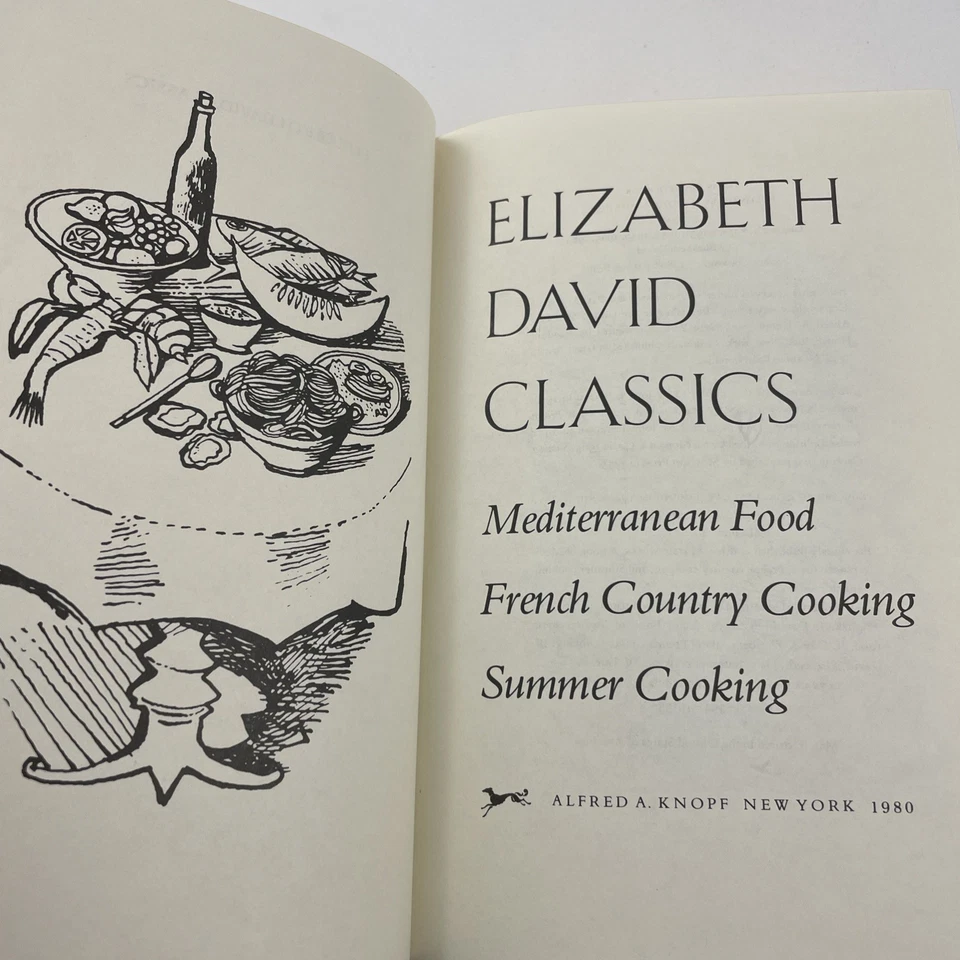 ELIZABETH
DAVID
CLASSICS
Mediterranean Food
French Country Cooking
Summer Cooking
ALFRED A. KNOPF NEW YORK 1980